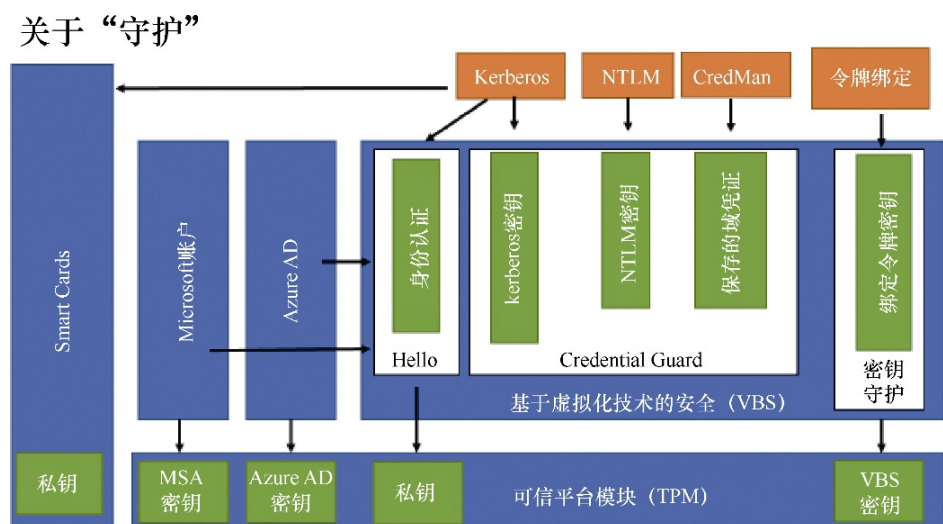 关于“守护”
Kerberos
NTLM
CredMan
令牌绑定
Smart Cards
Microsoft账户
Azure AD
身份认证
kerberos密钥
NTLM密钥
保存的域凭证
绑定令牌密钥
Hello
Credential Guard
密钥
守护
基于虚拟化技术的安全（VBS）
私钥
MSA
密钥
Azure AD
密钥
私钥
可信平台模块（TPM）
VBS
密钥